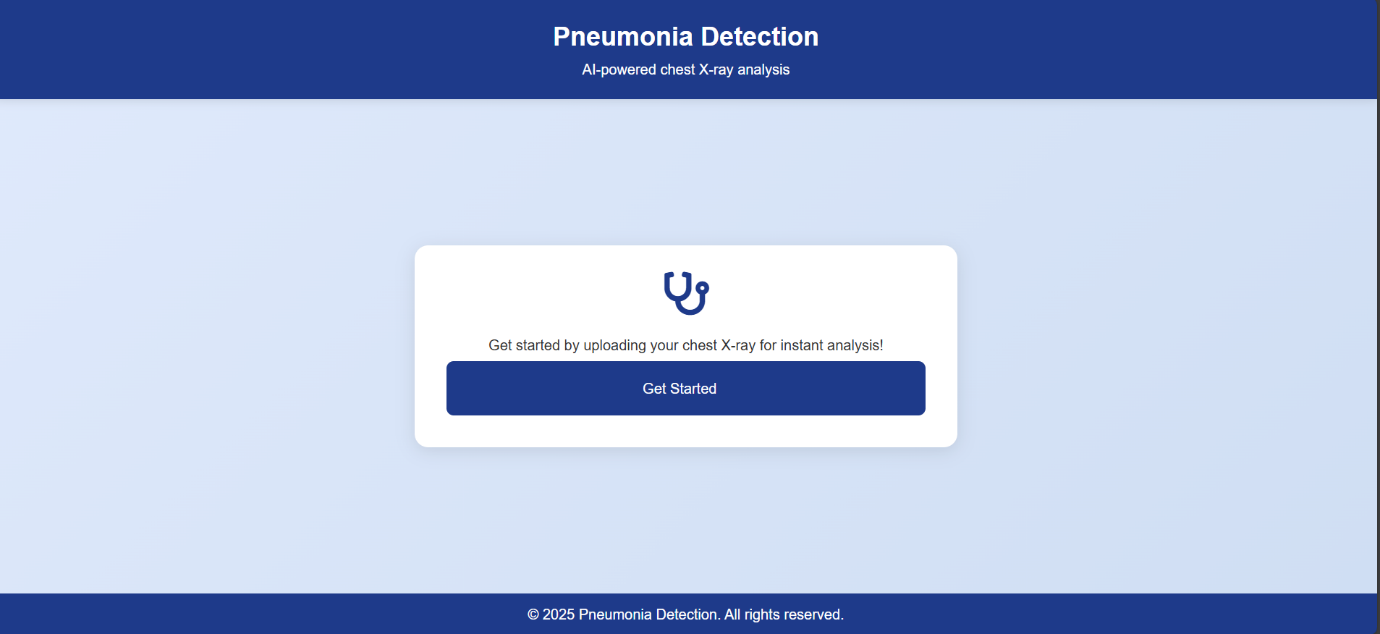 Pneumonia Detection
AI-powered chest X-ray analysis
Get started by uploading your chest X-ray for instant analysis!
Get Started
© 2025 Pneumonia Detection. All rights reserved.